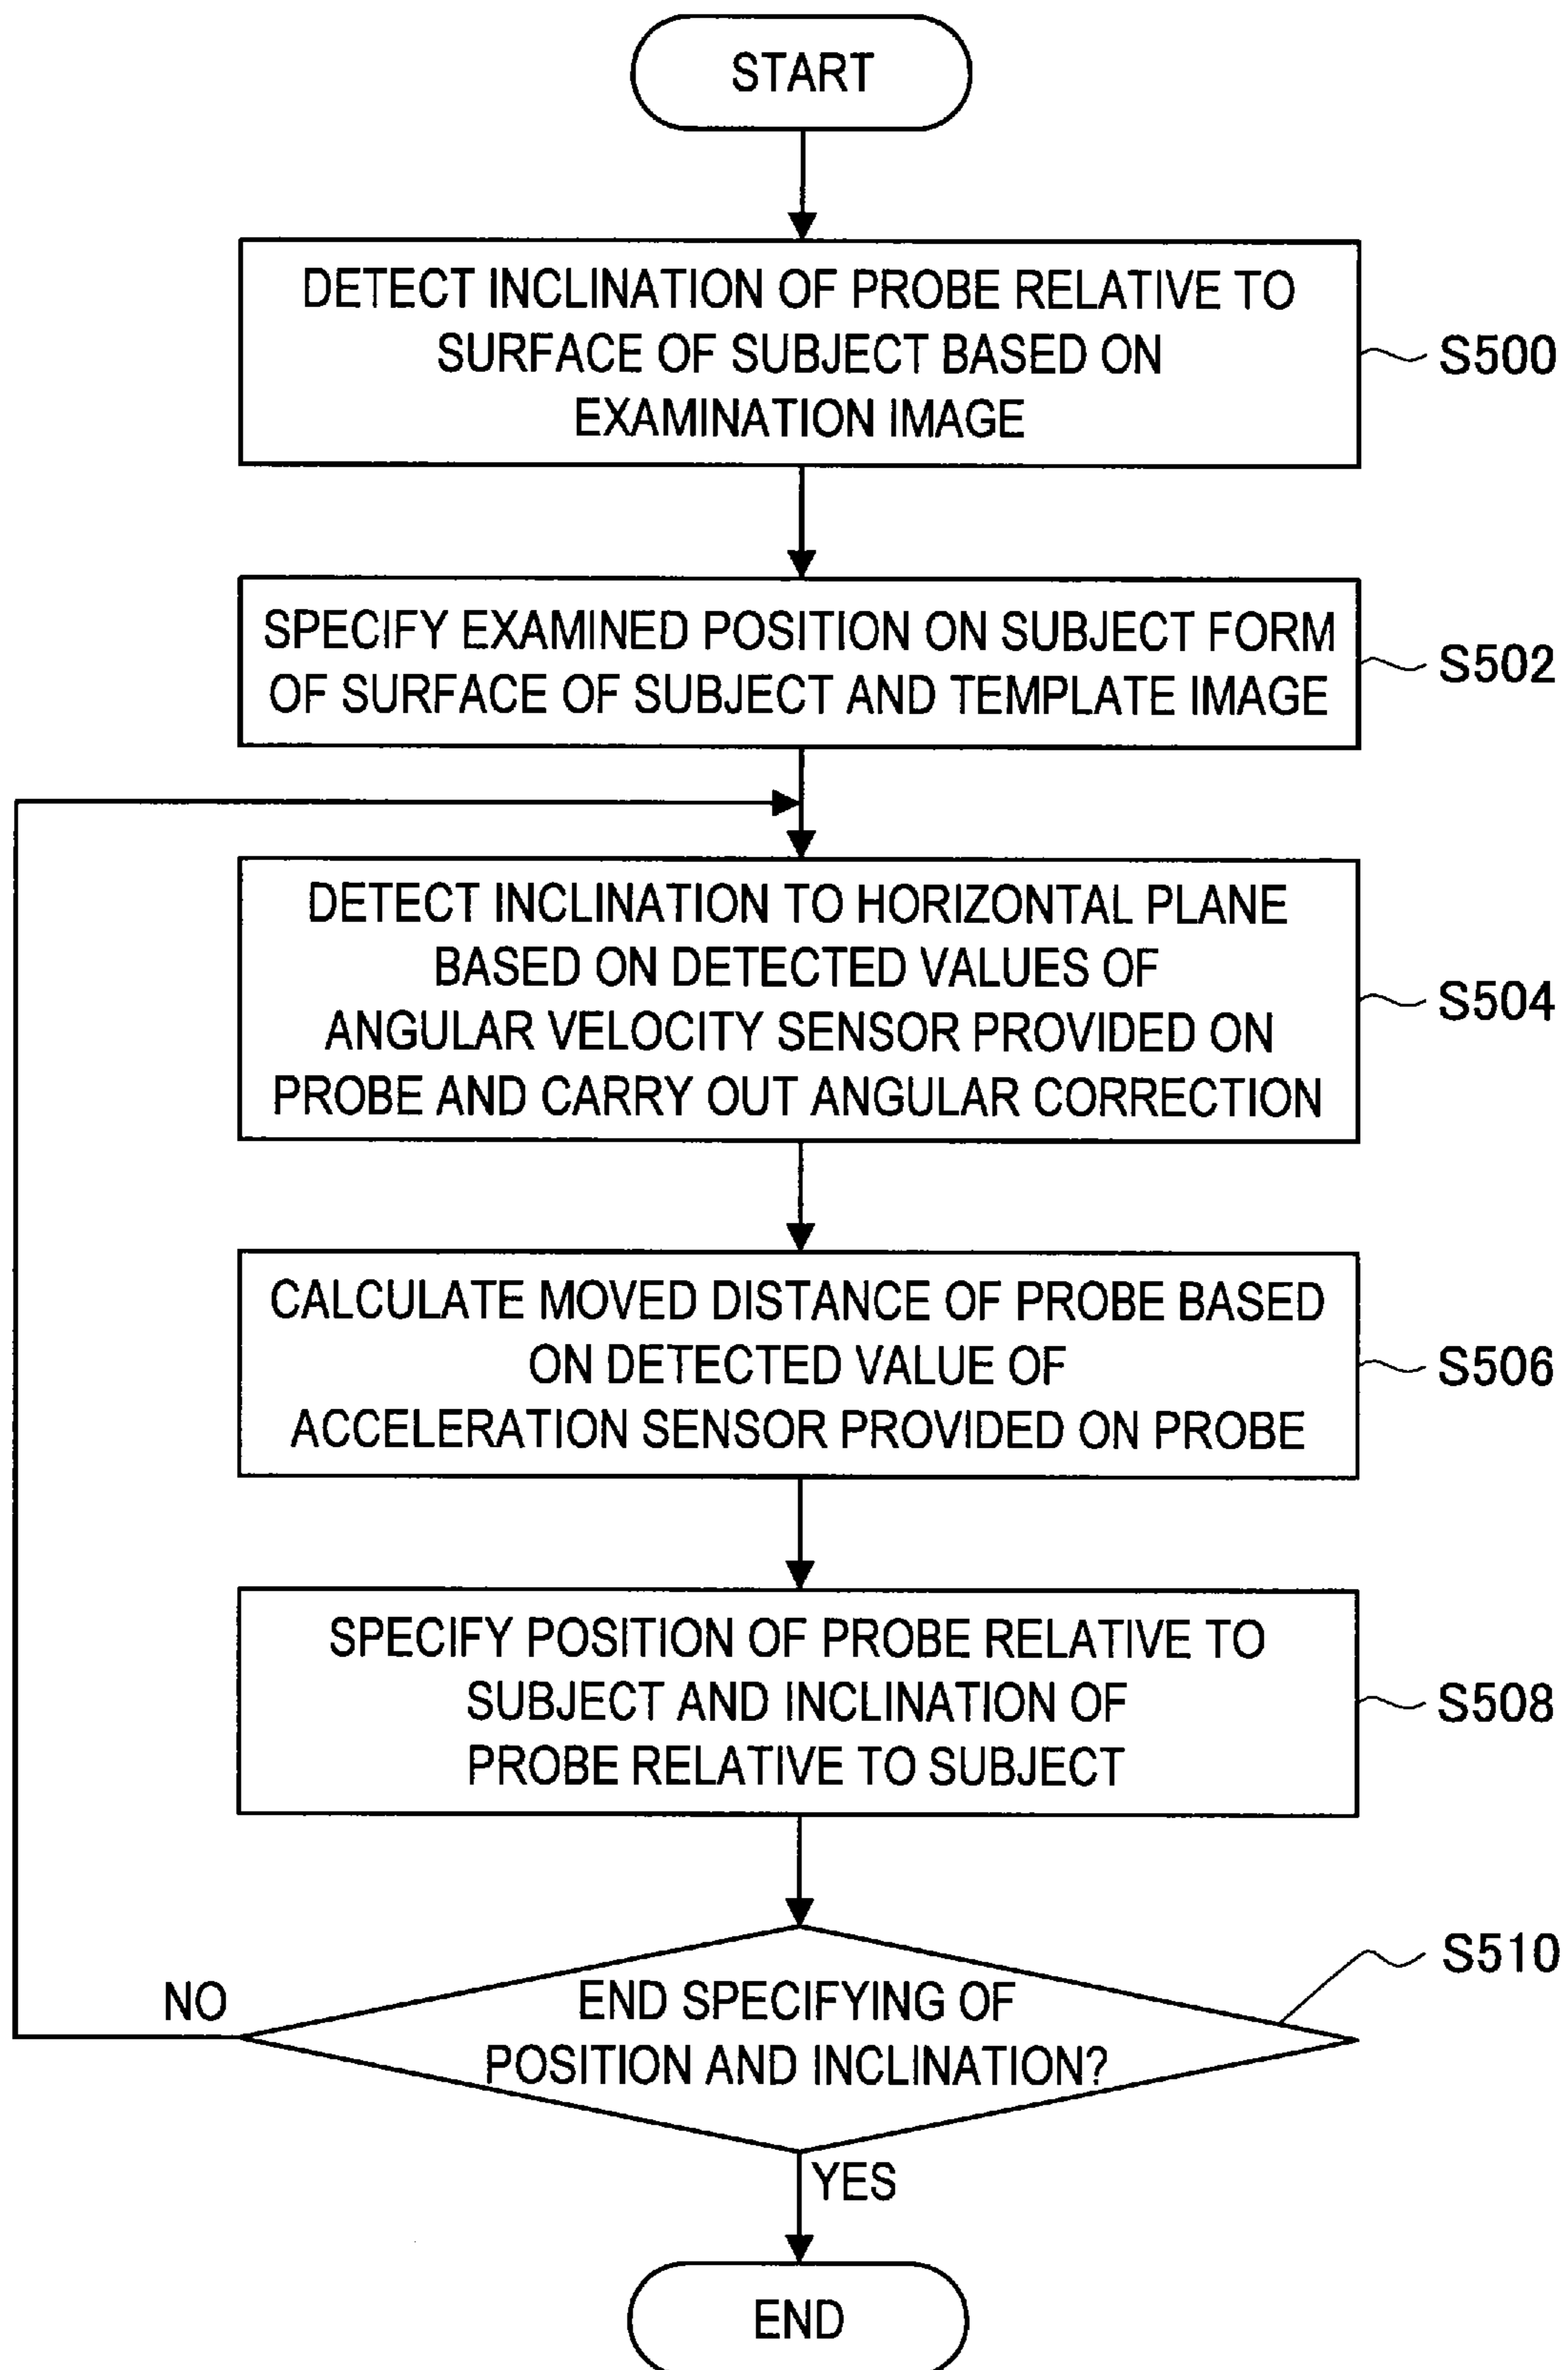 START
DETECT INCLINATION OF PROBE RELATIVE TO
SURFACE OF SUBJECT BASED ON
EXAMINATION IMAGE
S500
SPECIFY EXAMINED POSITION ON SUBJECT FORM
OF SURFACE OF SUBJECT AND TEMPLATE IMAGE
S502
DETECT INCLINATION TO HORIZONTAL PLANE
BASED ON DETECTED VALUES OF
ANGULAR VELOCITY SENSOR PROVIDED ON
PROBE AND CARRY OUT ANGULAR CORRECTION
S504
CALCULATE MOVED DISTANCE OF PROBE BASED
ON DETECTED VALUE OF
ACCELERATION SENSOR PROVIDED ON PROBE
S506
SPECIFY POSITION OF PROBE RELATIVE TO
SUBJECT AND INCLINATION OF
PROBE RELATIVE TO SUBJECT
S508
END SPECIFYING OF
POSITION AND INCLINATION?
S510
NO
YES
END